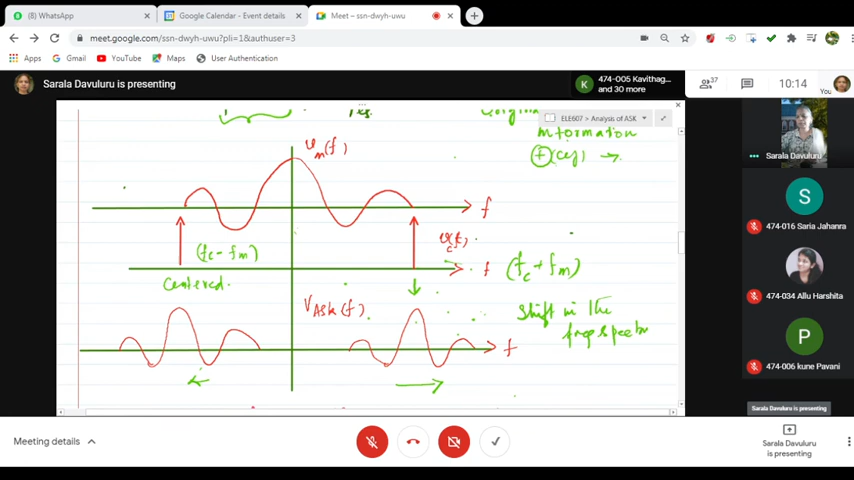 (8) WhatsApp
Google Calendar - Event details
Meet – ssn-dwyh-uwu
meet.google.com/ssn-dwyh-uwu?pli=1&authuser=3
Apps
Gmail
YouTube
Maps
User Authentication
Sarala Davuluru is presenting
474-005 Kavithag...
and 30 more
37
10:14
You
ELE607 > Analysis of ASK
information
Vm(f)
f
(fc-fm)
Centered.
f
(fc+fm)
VASK(f).
Shift in the
f
Sarala Davuluru
S
474-016 Saria Jahanra
474-034 Allu Harshita
P
474-006 kune Pavani
Sarala Davuluru is presenting
Meeting details
Sarala Davuluru
is presenting